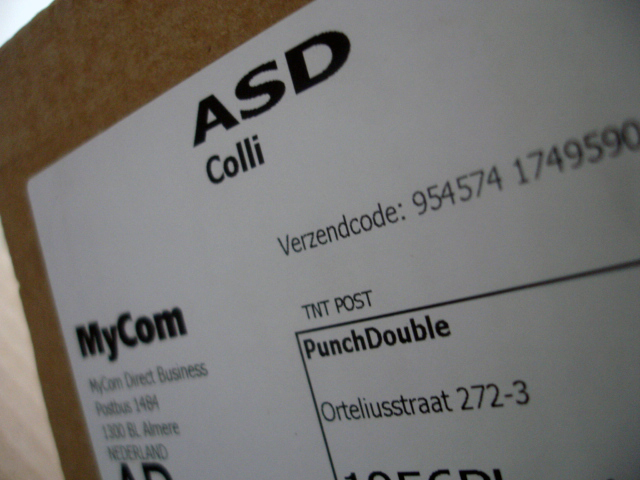 ASD
Colli
Verzendcode: 954574 1749590
TNT POST
MyCom
PunchDouble
MyCom Direct Business
Postbus 1484
1300 BL Almere
NEDERLAND
Orteliusstraat 272-3
AD